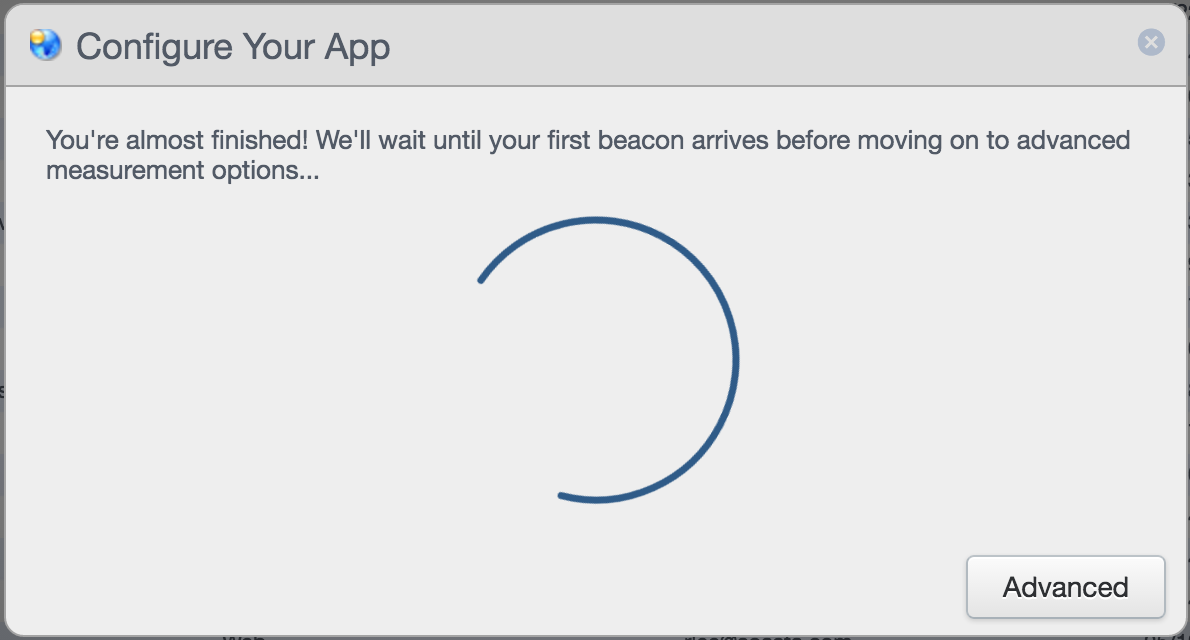 Configure Your App
You're almost finished! We'll wait until your first beacon arrives before moving on to advanced
measurement options...
Advanced